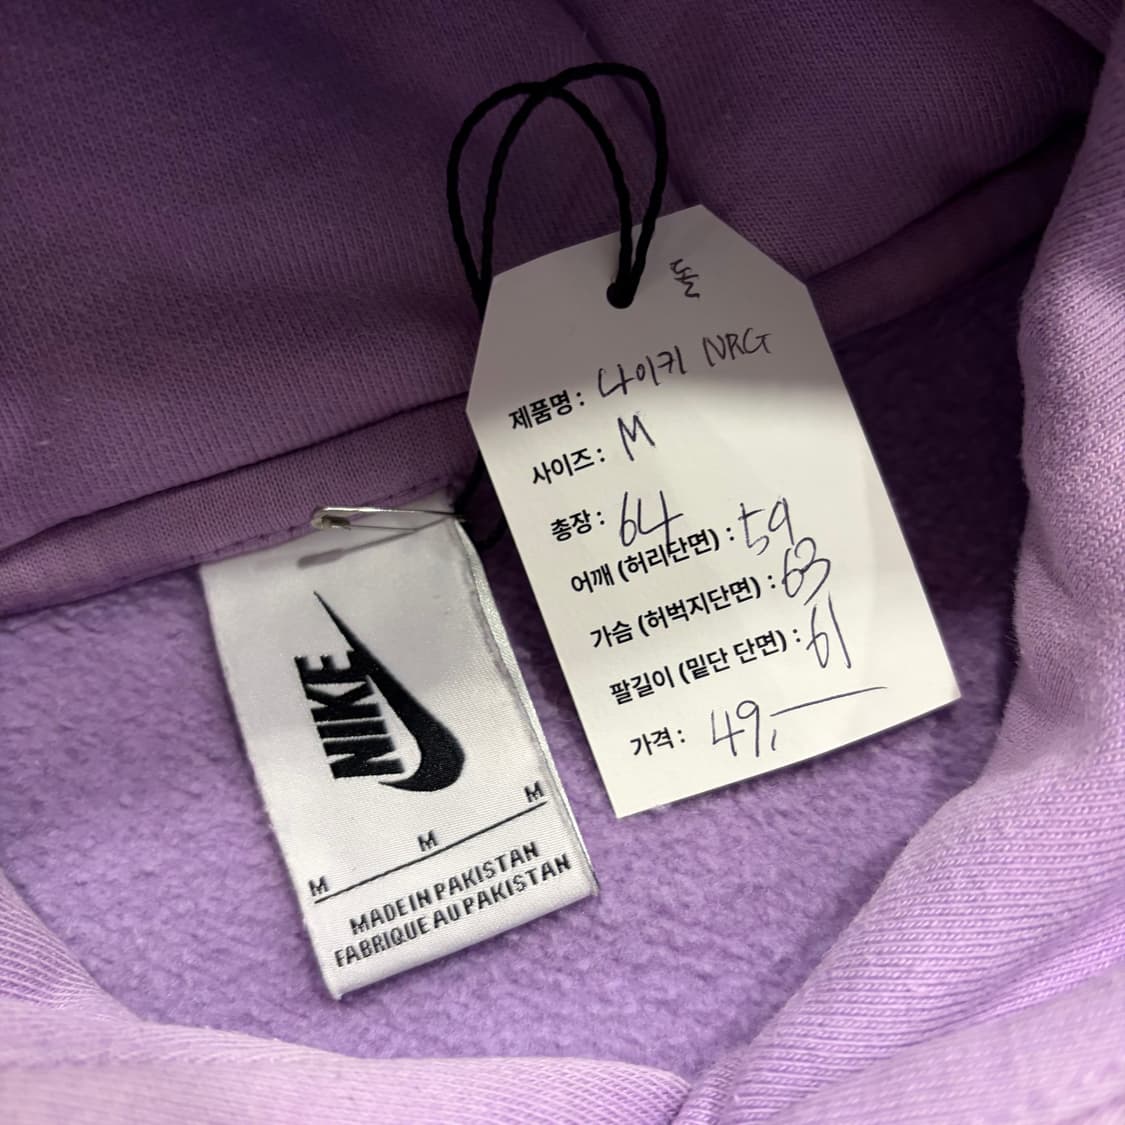 돌
제품명 : 나이키 NRG
사이즈 : M
총장 : 64
어깨 (허리단면) : 59
가슴 (허벅지단면) : 63
팔길이 (밑단 단면) : 61
가격 : 49,—
NIKE
M M M
MADE IN PAKISTAN
FABRIQUE AU PAKISTAN